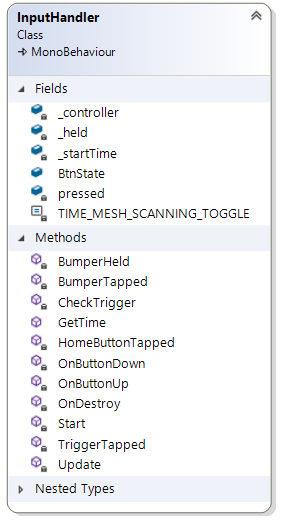 InputHandler
Class
MonoBehaviour
Fields
_controller
_held
_startTime
BtnState
pressed
TIME_MESH_SCANNING_TOGGLE
Methods
BumperHeld
BumperTapped
CheckTrigger
GetTime
HomeButtonTapped
OnButtonDown
OnButtonUp
OnDestroy
Start
TriggerTapped
Update
Nested Types